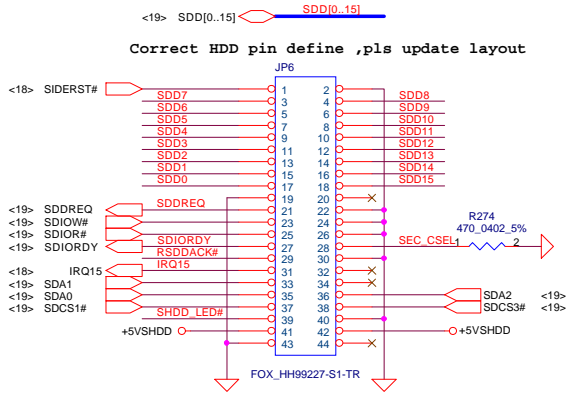 <19> SDD[0..15] SDD[0..15]
Correct HDD pin define ,pls update layout
JP6
<18> SIDERST# 1 2
SDD7 3 4 SDD8
SDD6 5 6 SDD9
SDD5 7 8 SDD10
SDD4 9 10 SDD11
SDD3 11 12 SDD12
SDD2 13 14 SDD13
SDD1 15 16 SDD14
SDD0 17 18 SDD15
19 20
<19> SDDREQ SDDREQ 21 22
<19> SDIOW# 23 24
<19> SDIOR# 25 26
<19> SDIORDY SDIORDY 27 28 SEC_CSEL 1 2
R274
470_0402_5%
RSDDACK# 29 30
<18> IRQ15 IRQ15 31 32
<19> SDA1 33 34
<19> SDA0 35 36 SDA2 <19>
<19> SDCS1# 37 38 SDCS3# <19>
SHDD_LED# 39 40
+5VSHDD 41 42 +5VSHDD
43 44
FOX_HH99227-S1-TR